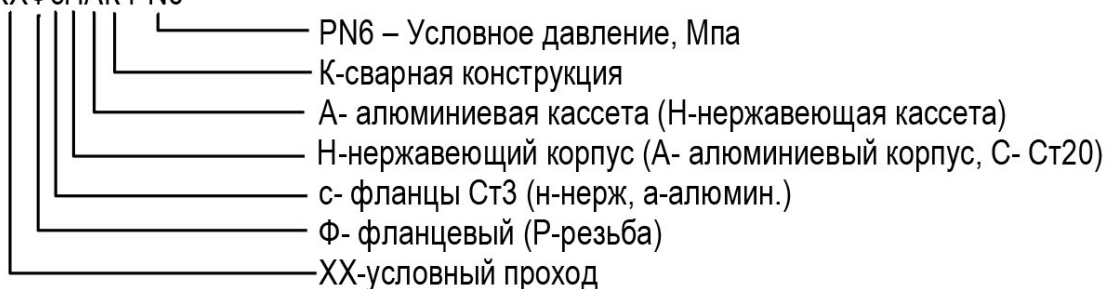 PN6 – Условное давление, Мпа
К-сварная конструкция
А- алюминиевая кассета (Н-нержавеющая кассета)
Н-нержавеющий корпус (А- алюминиевый корпус, С- Ст20)
с- фланцы Ст3 (н-нерж, а-алюмин.)
Ф- фланцевый (Р-резьба)
ХХ-условный проход